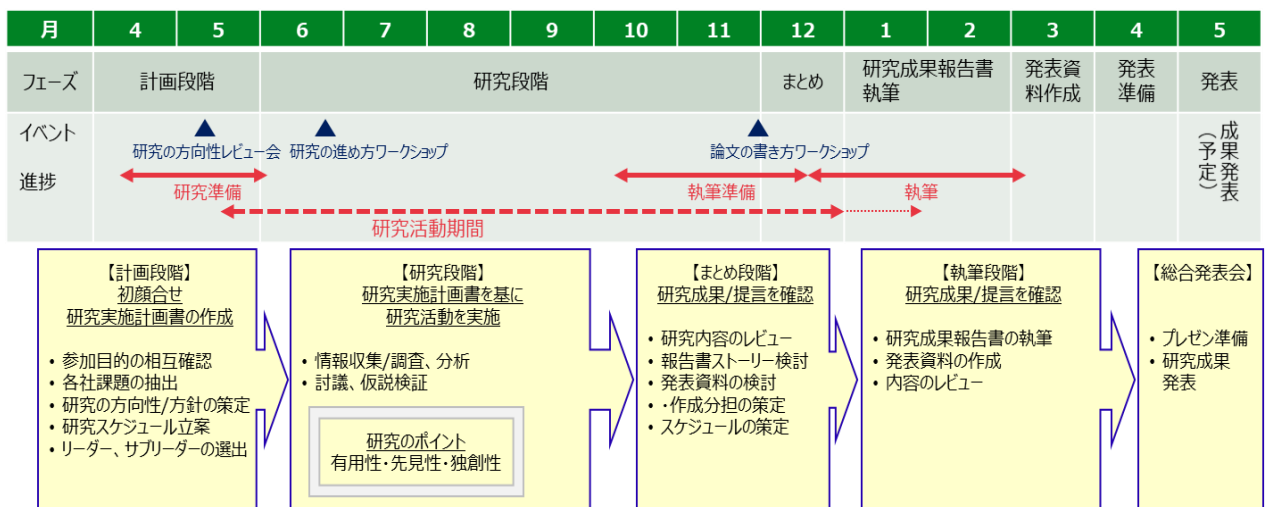 月 4 5 6 7 8 9 10 11 12 1 2 3 4 5
フェーズ 計画段階 研究段階 まとめ 研究成果報告書 発表資 発表 発表
執筆 料作成 準備
イベント
研究の方向性レビュー会 研究の進め方ワークショップ 論文の書き方ワークショップ
成果発表
（予定）
進捗
研究準備 執筆準備 執筆
研究活動期間
【計画段階】
初顔合せ
研究実施計画書の作成
• 参加目的の相互確認
• 各社課題の抽出
• 研究の方向性/方針の策定
• 研究スケジュール立案
• リーダー、サブリーダーの選出
【研究段階】
研究実施計画書を基に
研究活動を実施
• 情報収集/調査、分析
• 討議、仮説検証
研究のポイント
有用性・先見性・独創性
【まとめ段階】
研究成果/提言を確認
• 研究内容のレビュー
• 報告書ストーリー検討
• 発表資料の検討
• ・作成分担の策定
• スケジュールの策定
【執筆段階】
研究成果/提言を確認
• 研究成果報告書の執筆
• 発表資料の作成
• 内容のレビュー
【総合発表会】
• プレゼン準備
• 研究成果
発表